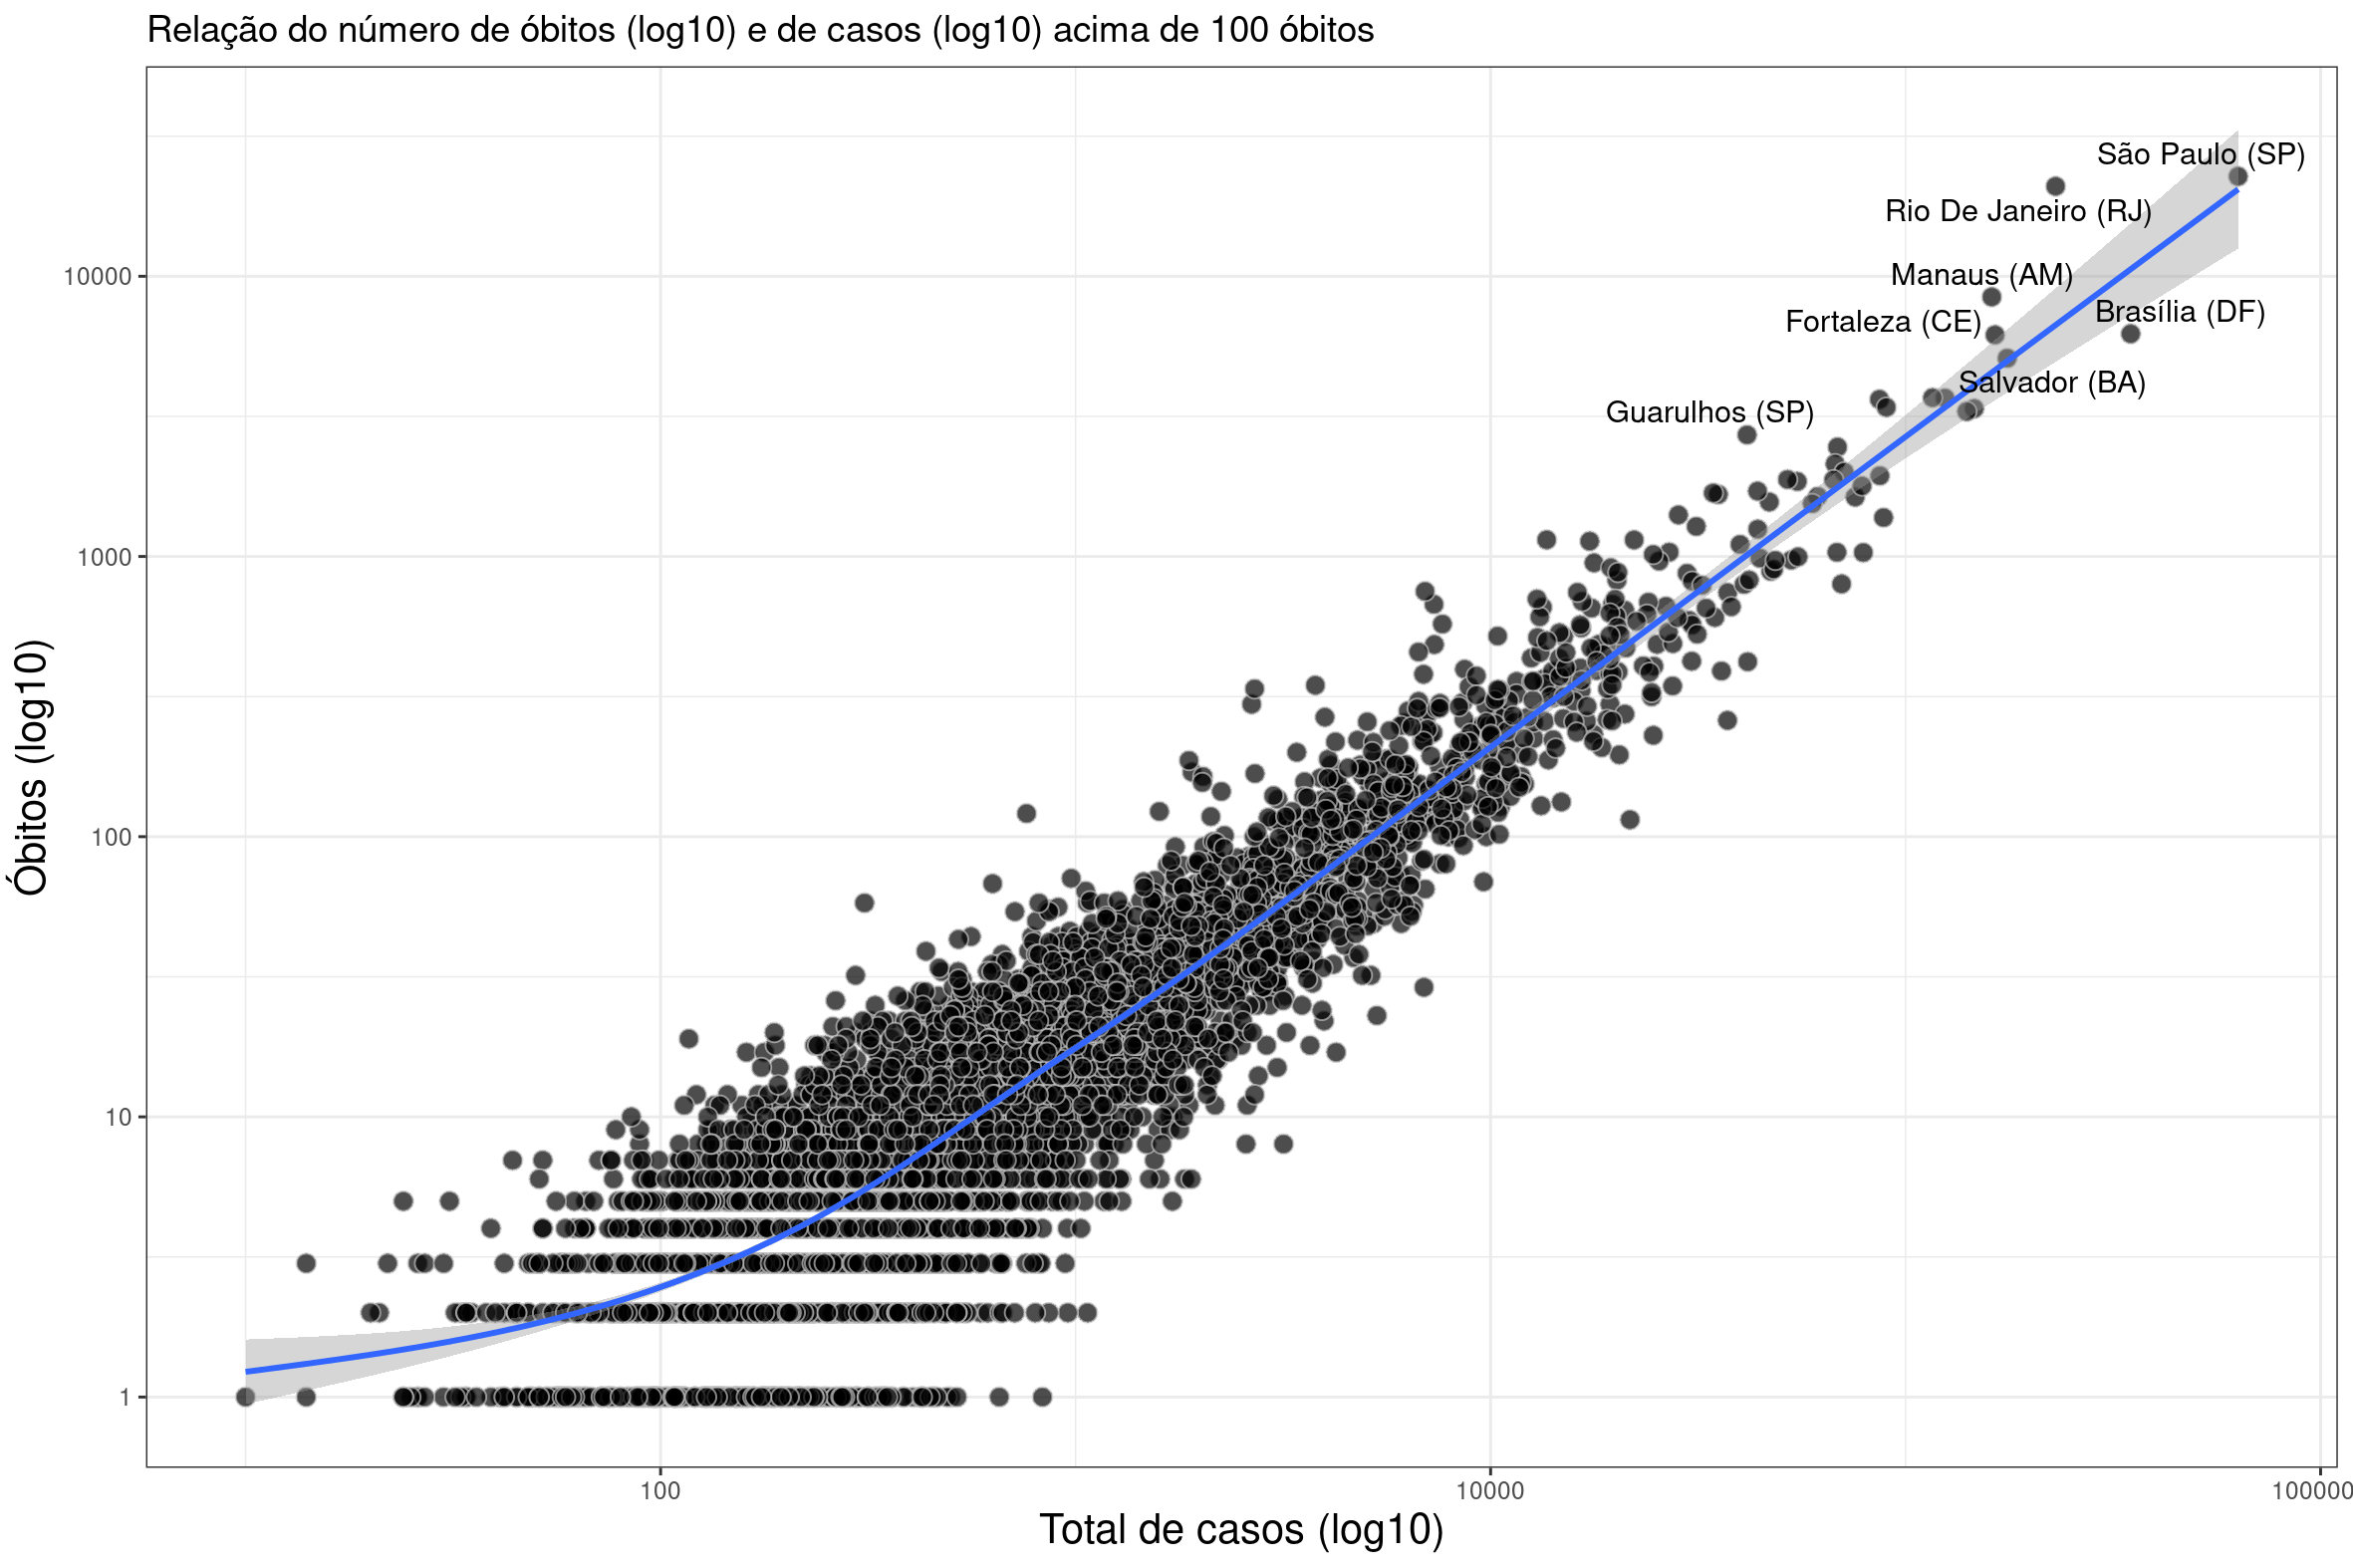 Relação do número de óbitos (log10) e de casos (log10) acima de 100 óbitos
São Paulo (SP)
Rio De Janeiro (RJ)
Manaus (AM)
Brasília (DF)
Fortaleza (CE)
Salvador (BA)
Guarulhos (SP)
Óbitos (log10)
10000
1000
100
10
1
100
10000
100000
Total de casos (log10)